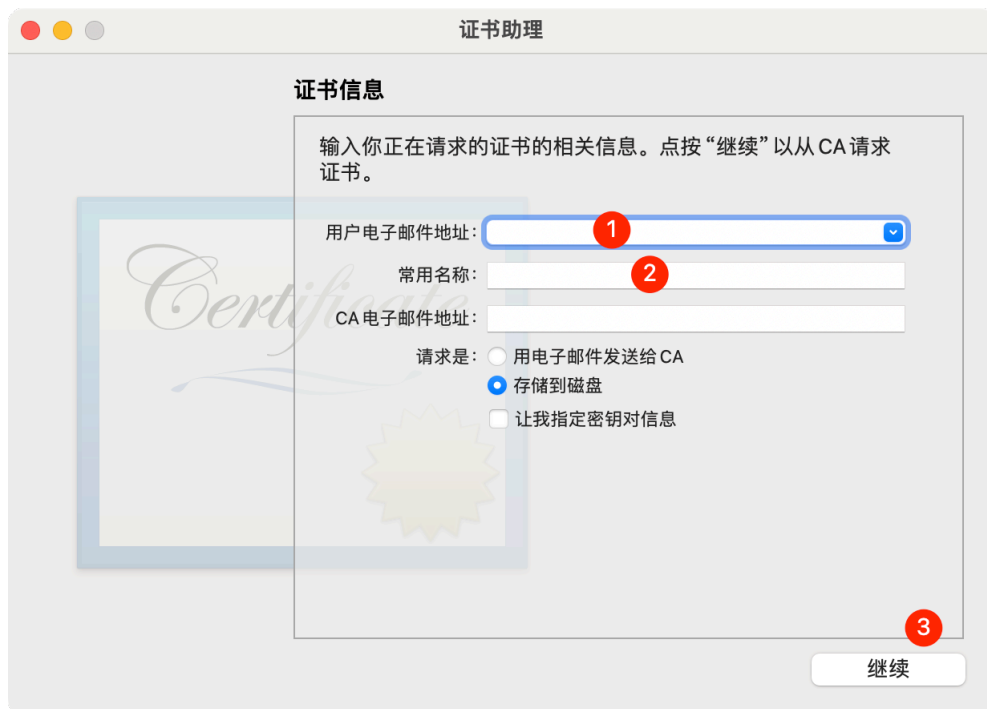 证书助理
证书信息
输入你正在请求的证书的相关信息。点按“继续”以从 CA 请求
证书。
用户电子邮件地址: 1
常用名称: 2
Certificate
CA 电子邮件地址:
请求是: 用电子邮件发送给 CA
存储到磁盘
让我指定密钥对信息
3
继续